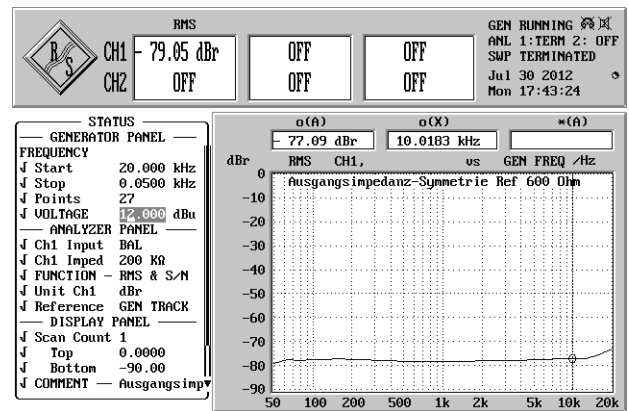 RMS
GEN RUNNING
R&S CH1 - 79.05 dBr OFF OFF
ANL 1:TERM 2: OFF
SWP TERMINATED
CH2 OFF OFF OFF
Jul 30 2012
Mon 17:43:24
STATUS
GENERATOR PANEL
FREQUENCY
Start 20.000 kHz
Stop 0.0500 kHz
Points 27
VOLTAGE 12.000 dBu
ANALYZER PANEL
Ch1 Input BAL
Ch1 Imped 200 KΩ
FUNCTION - RMS & S/N
Unit Ch1 dBr
Reference GEN TRACK
DISPLAY PANEL
Scan Count 1
Top 0.0000
Bottom -90.00
COMMENT — Ausgangsimp
o(A) o(X) *(A)
- 77.09 dBr 10.0183 kHz
dBr RMS CH1, vs GEN FREQ /Hz
Ausgangsimpedanz-Symmetrie Ref 600 Ohm
0
-10
-20
-30
-40
-50
-60
-70
-80
-90
50 100 200 500 1k 2k 5k 10k 20k